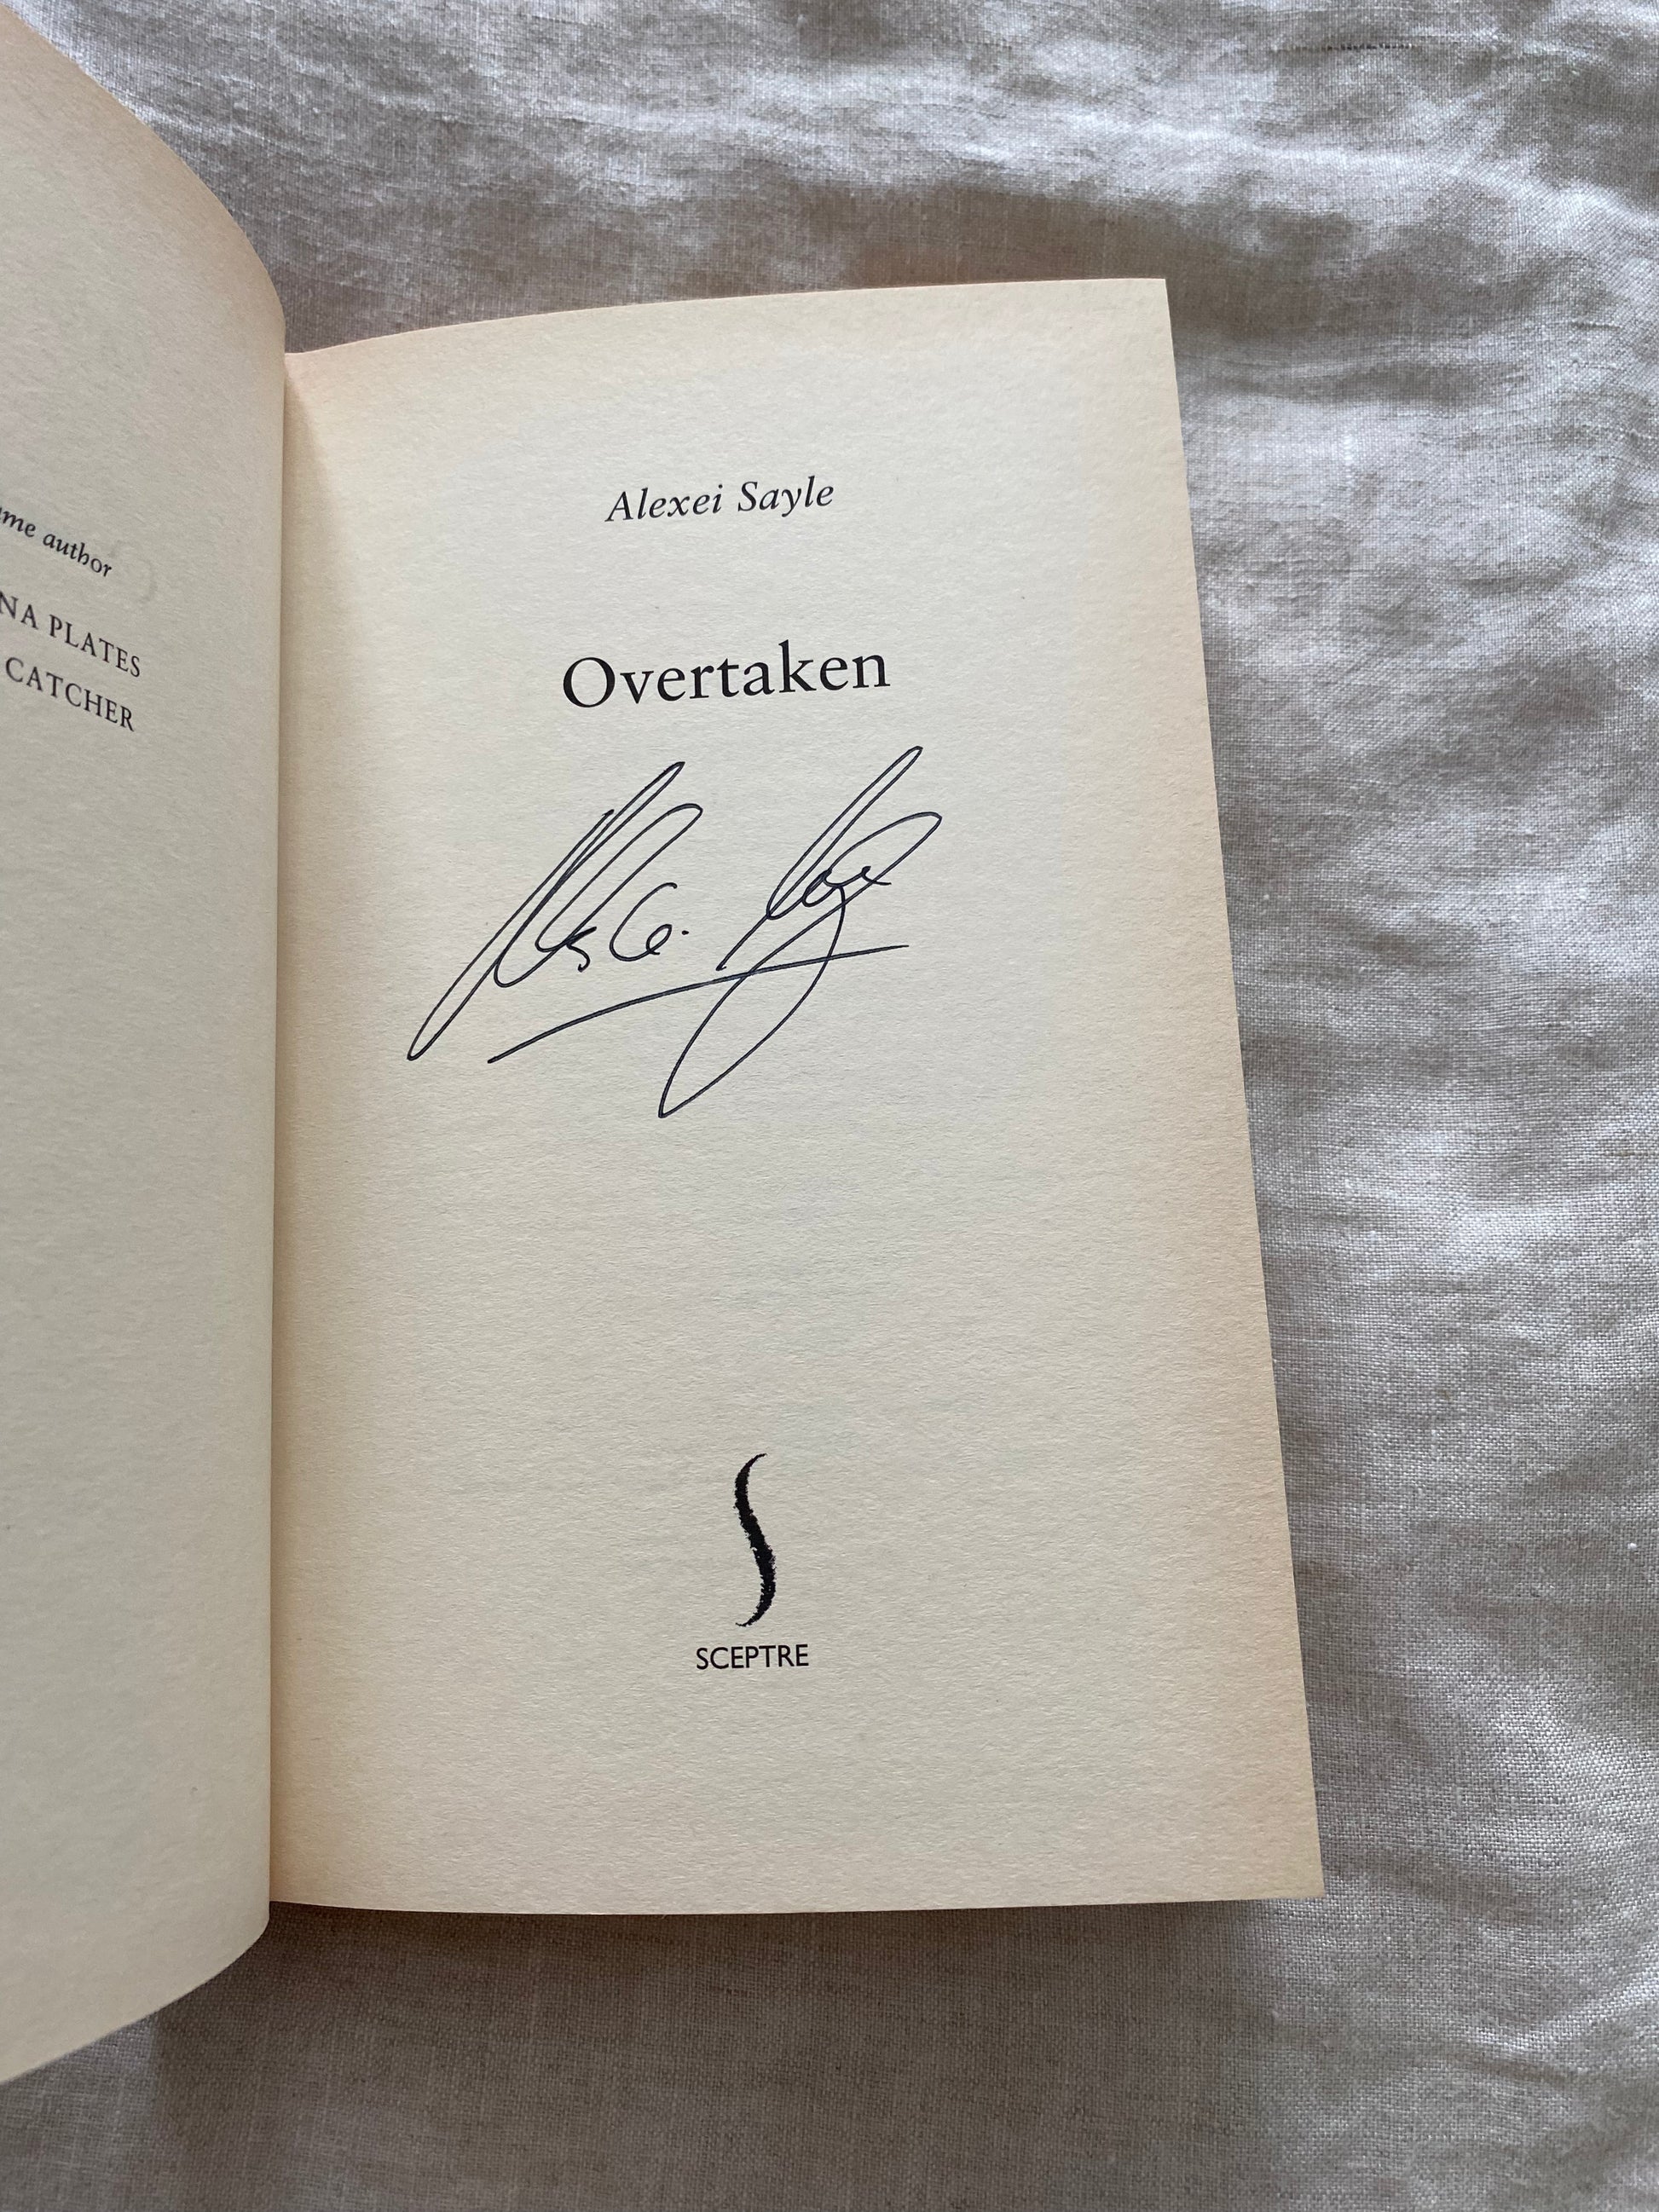 me author
NA PLATES
CATCHER
Alexei Sayle
Overtaken
SCEPTRE